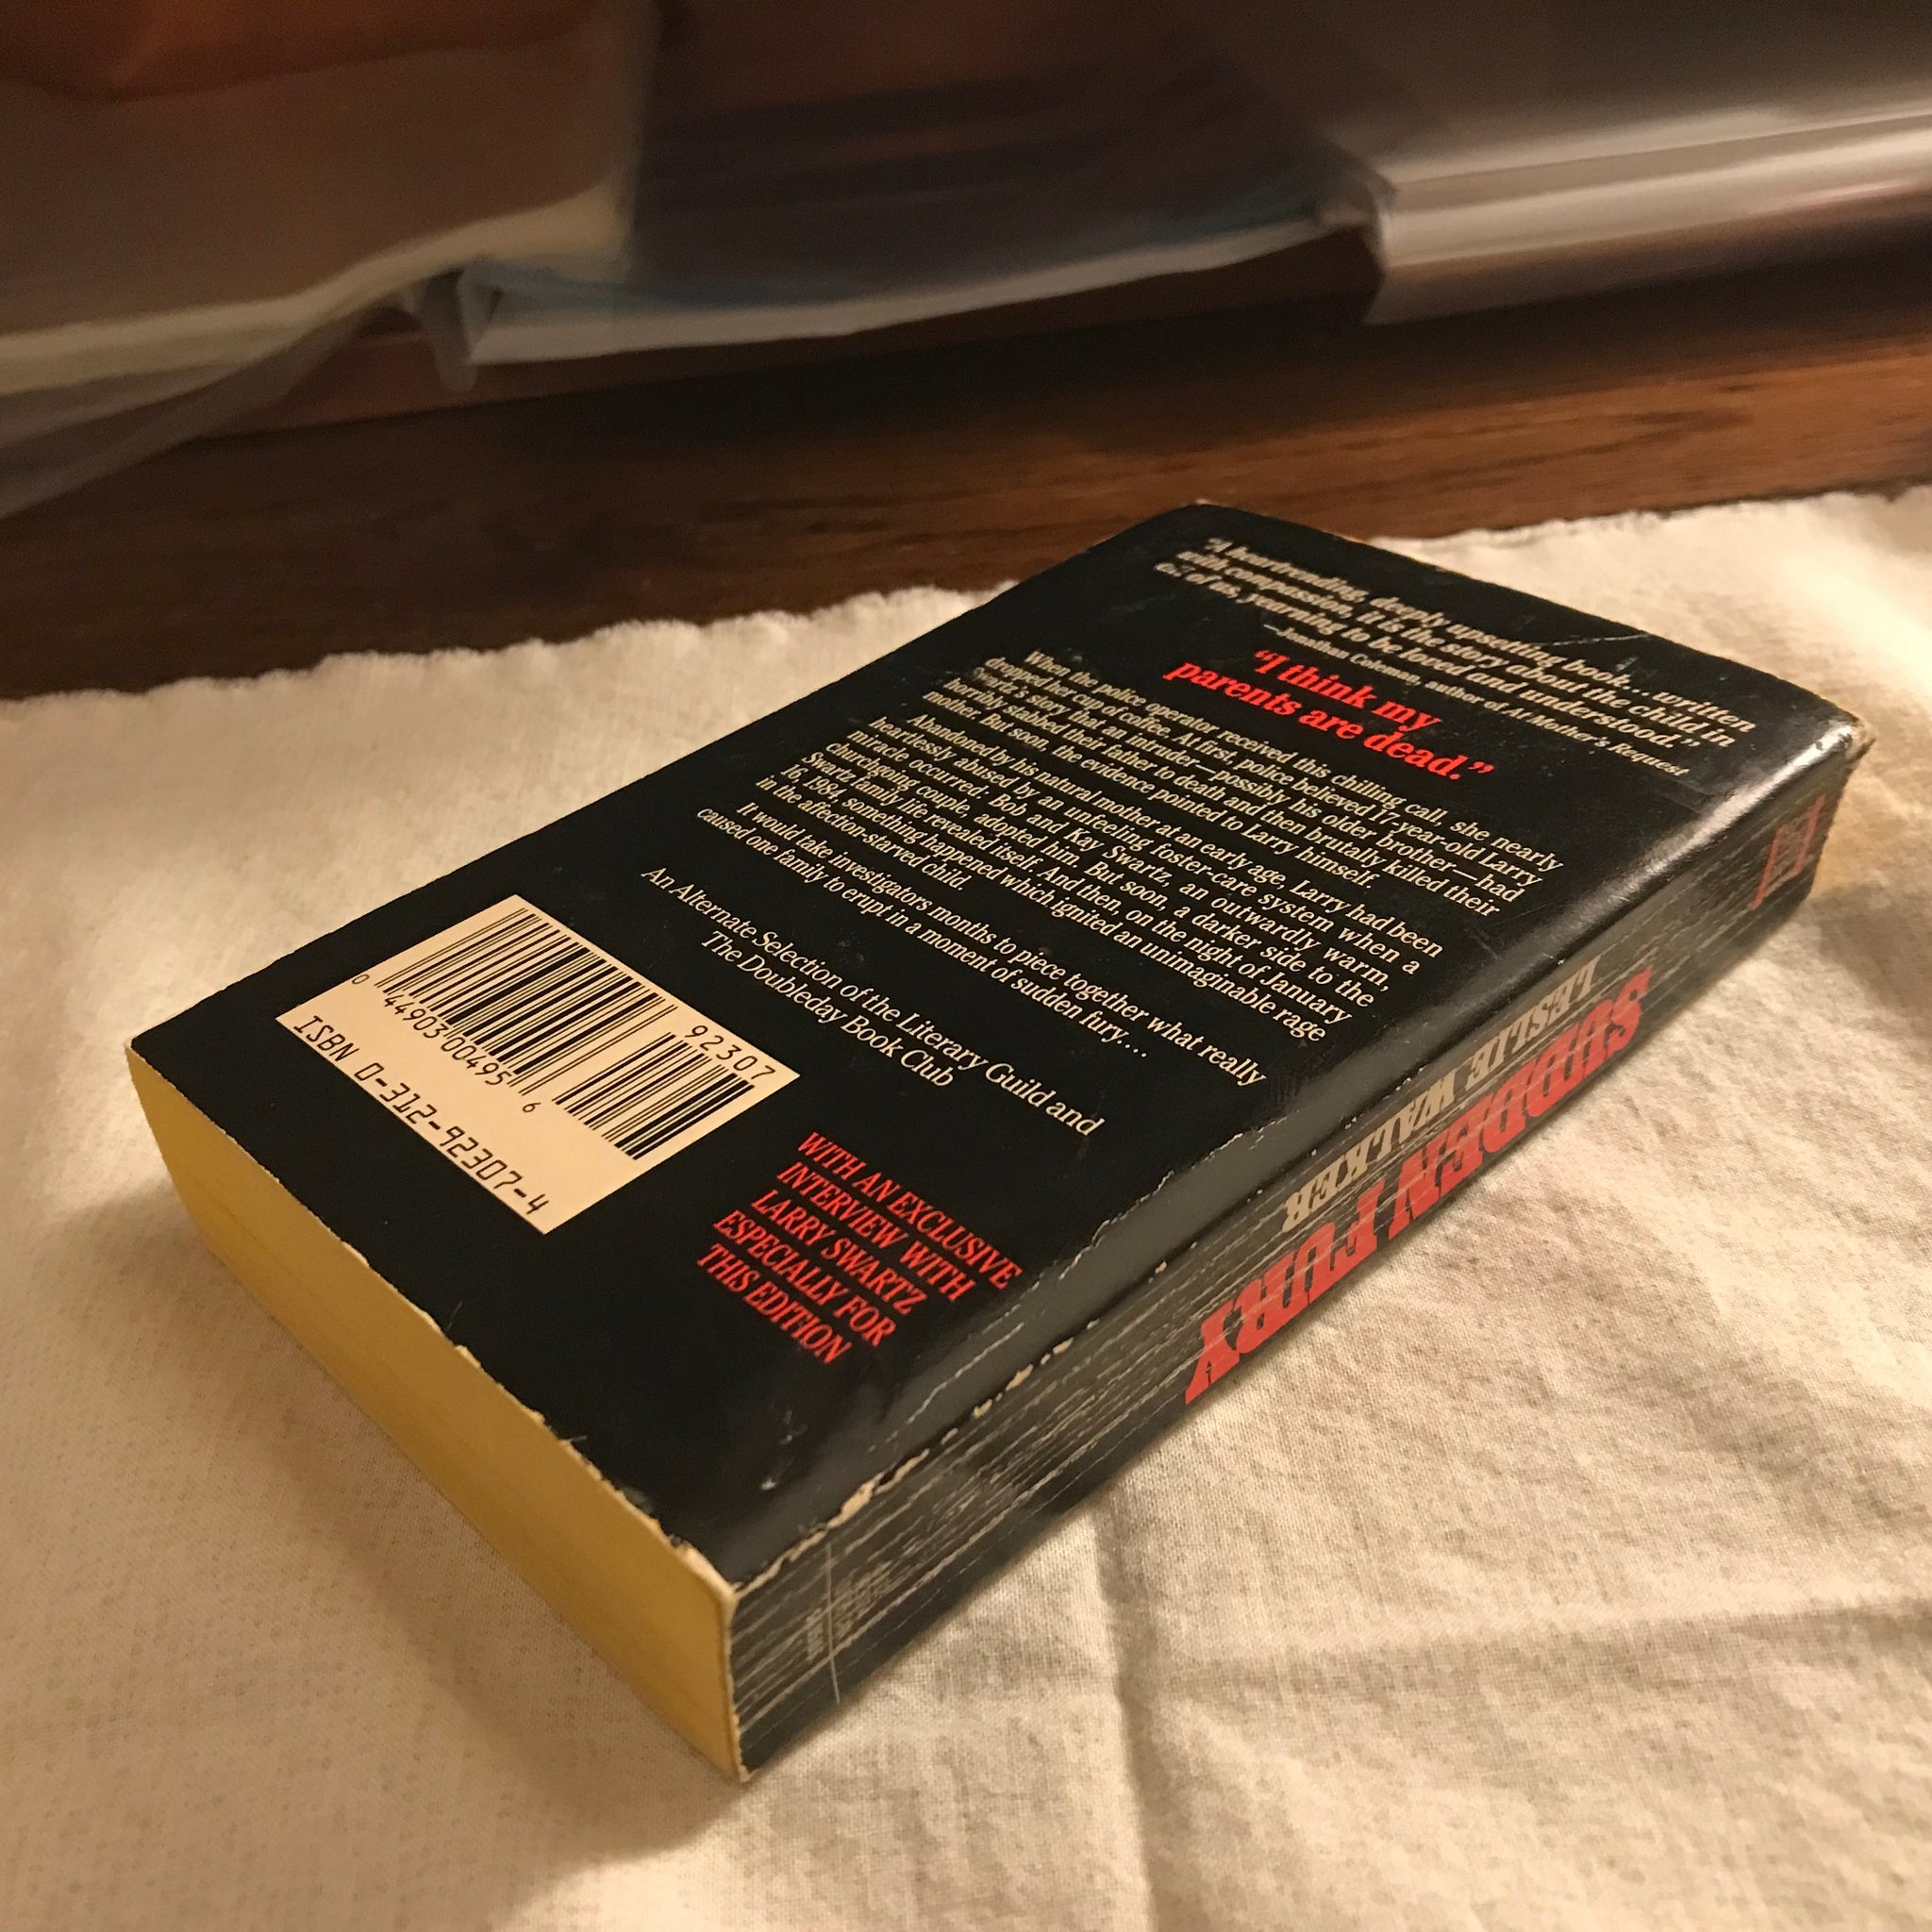 "A heartrending, deeply upsetting book... written
with compassion, it is the story about the child in
of us, yearning to be loved (and understood)."
—Jonathan Coleman, author of At Mother's Request
"I think my
parents are dead."
When the police operator received this chilling call, she nearly
dropped her cup of coffee. At first, police believed 17-year-old Larry
Swartz's story that an intruder—possibly his older brother—had
horribly stabbed their father to death and then brutally killed their
mother. But soon, the evidence pointed to Larry himself.
Abandoned by his natural mother at an early age, Larry had been
heartlessly abused by an unfeeling foster-care system when a
miracle occurred: Bob and Kay Swartz, an outwardly warm,
churchgoing couple, adopted him. But soon, a darker side to the
Swartz family life revealed itself. And then, on the night of January
16, 1984, something happened which ignited an unimaginable rage
in the affection-starved child.
It would take investigators months to piece together what really
caused one family to erupt in a moment of sudden fury....
An Alternate Selection of the Literary Guild and
The Doubleday Book Club
92307
0 44903 00495 6
ISBN 0-312-92307-4
WITH AN EXCLUSIVE
INTERVIEW WITH
LARRY SWARTZ
ESPECIALLY FOR
THIS EDITION
LESLIE WALKER
SUDDEN FURY